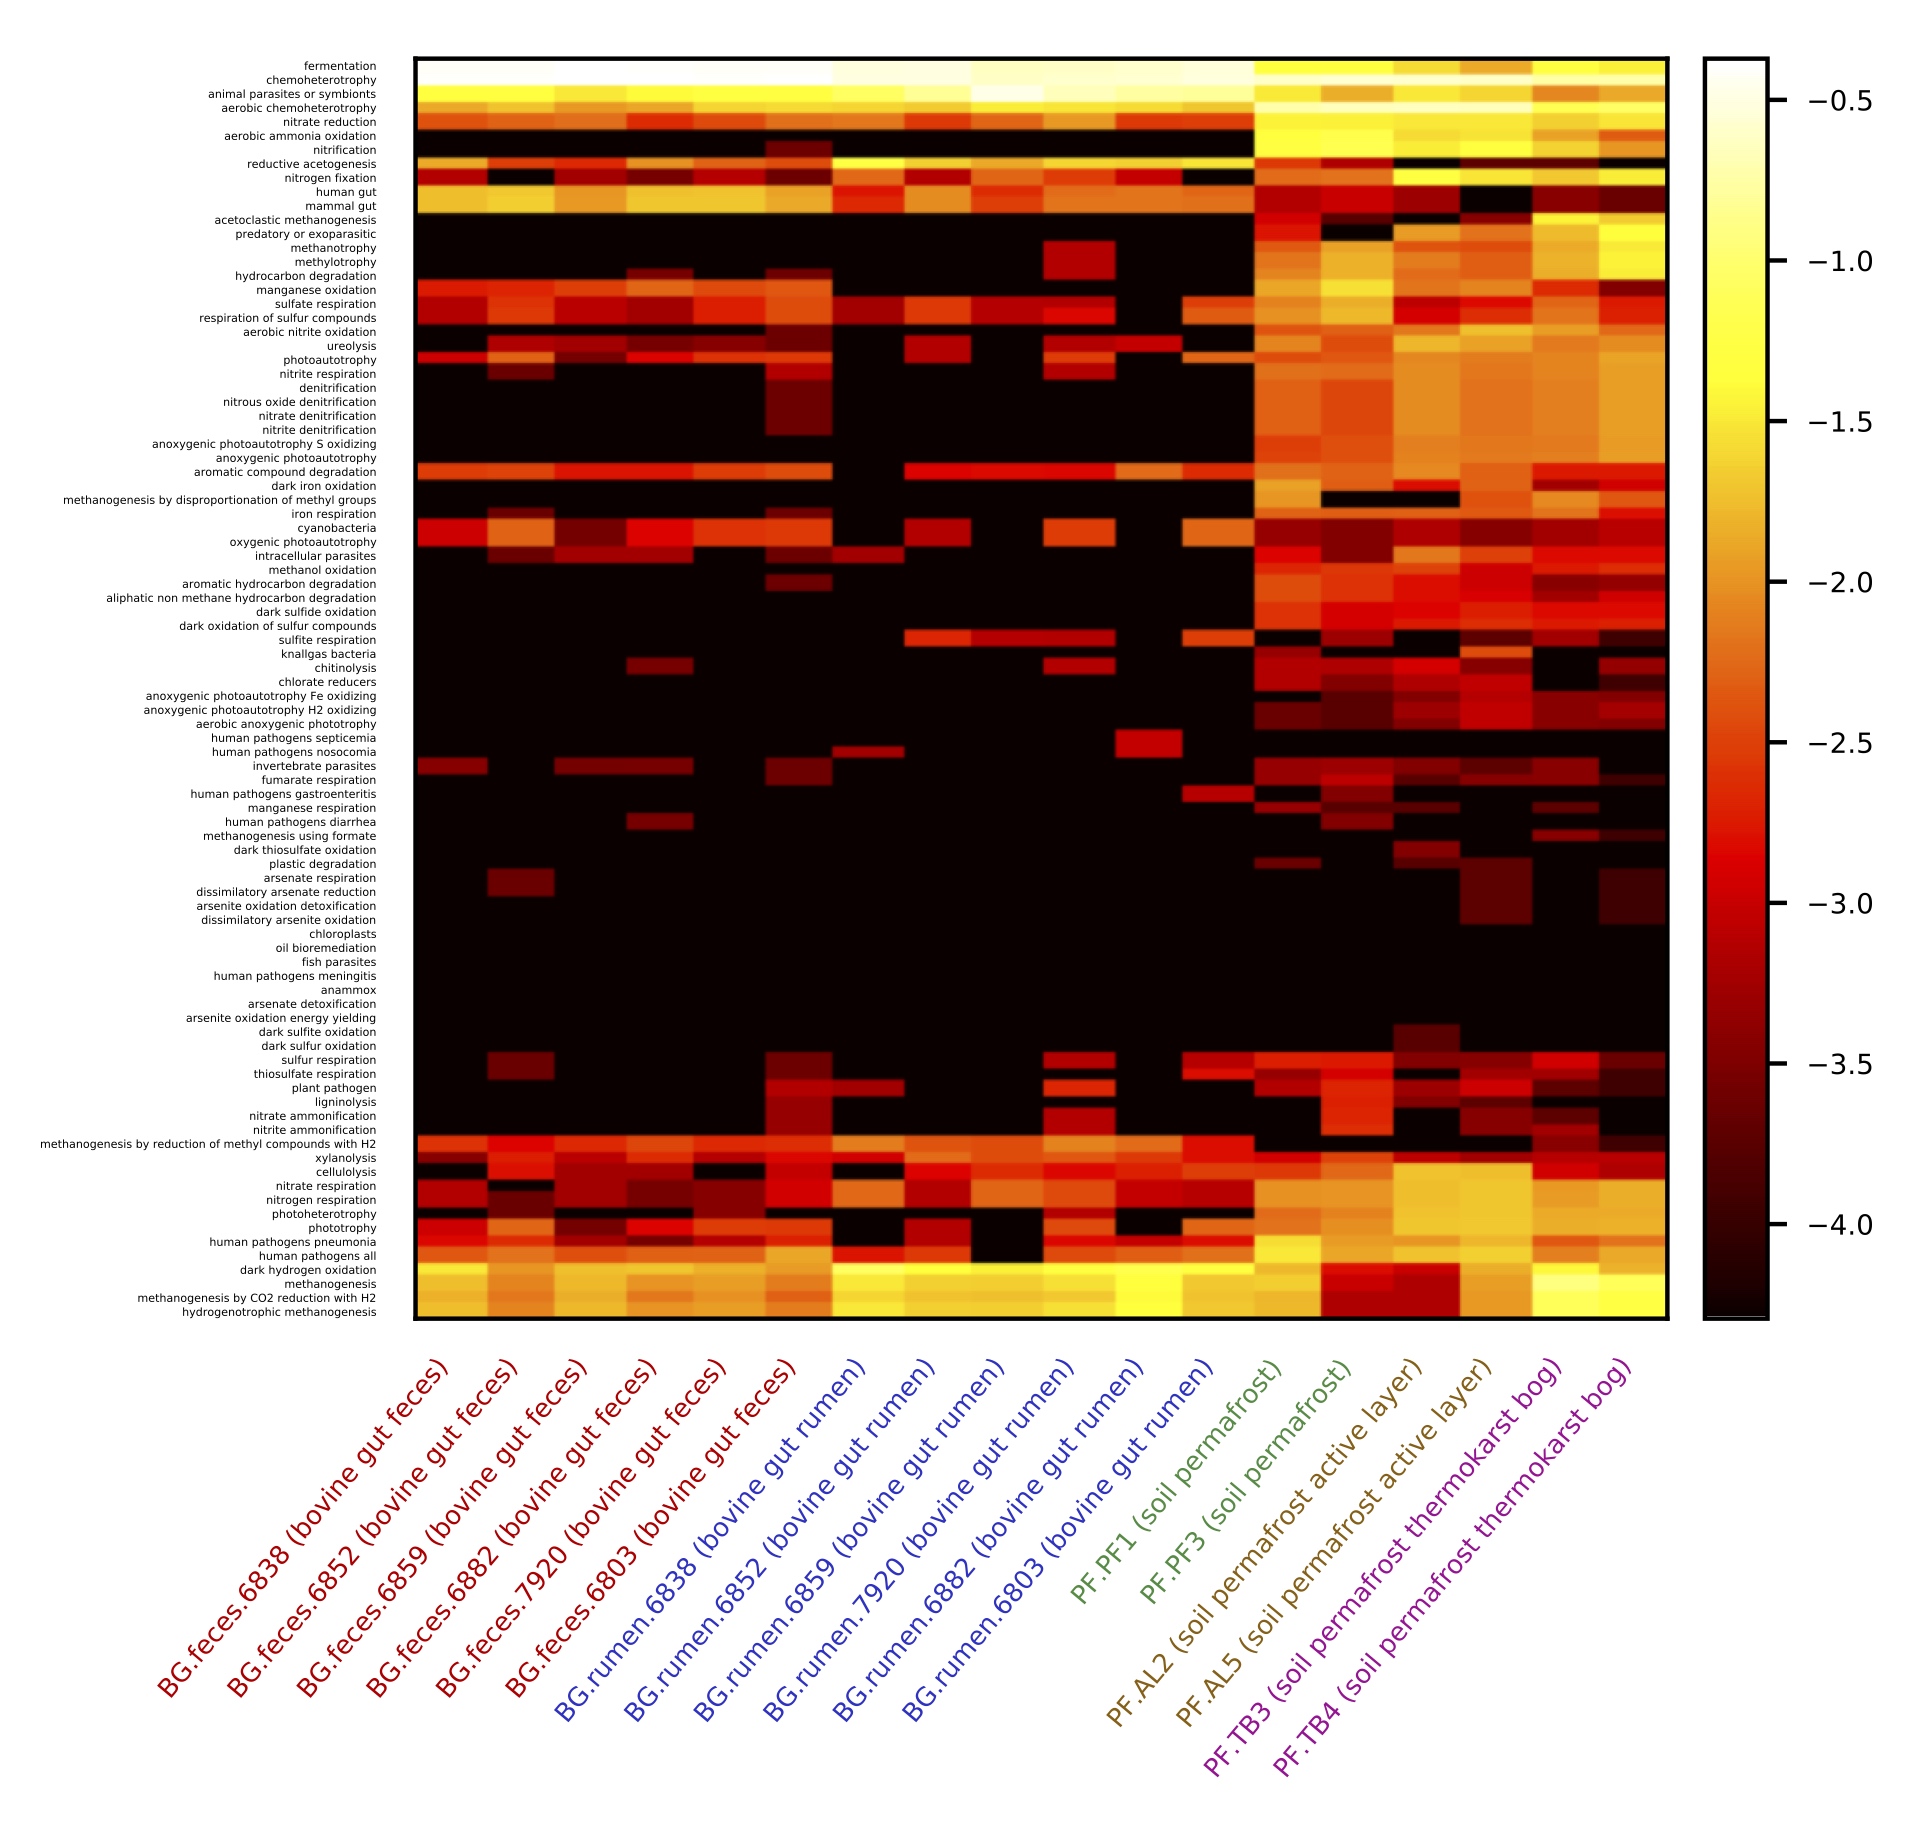 fermentation
chemoheterotrophy
animal parasites or symbionts
aerobic chemoheterotrophy
nitrate reduction
aerobic ammonia oxidation
nitrification
reductive acetogenesis
nitrogen fixation
human gut
mammal gut
acetoclastic methanogenesis
predatory or exoparasitic
methanotrophy
methylotrophy
hydrocarbon degradation
manganese oxidation
sulfate respiration
respiration of sulfur compounds
aerobic nitrite oxidation
ureolysis
photoautotrophy
nitrite respiration
denitrification
nitrous oxide denitrification
nitrate denitrification
nitrite denitrification
anoxygenic photoautotrophy S oxidizing
anoxygenic photoautotrophy
aromatic compound degradation
dark iron oxidation
methanogenesis by disproportionation of methyl groups
iron respiration
cyanobacteria
oxygenic photoautotrophy
intracellular parasites
methanol oxidation
aromatic hydrocarbon degradation
aliphatic non methane hydrocarbon degradation
dark sulfide oxidation
dark oxidation of sulfur compounds
sulfite respiration
knallgas bacteria
chitinolysis
chlorate reducers
anoxygenic photoautotrophy Fe oxidizing
anoxygenic photoautotrophy H2 oxidizing
aerobic anoxygenic phototrophy
human pathogens septicemia
human pathogens nosocomia
invertebrate parasites
fumarate respiration
human pathogens gastroenteritis
manganese respiration
human pathogens diarrhea
methanogenesis using formate
dark thiosulfate oxidation
plastic degradation
arsenate respiration
dissimilatory arsenate reduction
arsenite oxidation detoxification
dissimilatory arsenite oxidation
chloroplasts
oil bioremediation
fish parasites
human pathogens meningitis
anammox
arsenate detoxification
arsenite oxidation energy yielding
dark sulfite oxidation
dark sulfur oxidation
sulfur respiration
thiosulfate respiration
plant pathogen
ligninolysis
nitrate ammonification
nitrite ammonification
methanogenesis by reduction of methyl compounds with H2
xylanolysis
cellulolysis
nitrate respiration
nitrogen respiration
photoheterotrophy
phototrophy
human pathogens pneumonia
human pathogens all
dark hydrogen oxidation
methanogenesis
methanogenesis by CO2 reduction with H2
hydrogenotrophic methanogenesis
−0.5
−1.0
−1.5
−2.0
−2.5
−3.0
−3.5
−4.0
BG.feces.6838 (bovine gut feces)
BG.feces.6852 (bovine gut feces)
BG.feces.6859 (bovine gut feces)
BG.feces.6882 (bovine gut feces)
BG.feces.7920 (bovine gut feces)
BG.feces.6803 (bovine gut feces)
BG.rumen.6838 (bovine gut rumen)
BG.rumen.6852 (bovine gut rumen)
BG.rumen.6859 (bovine gut rumen)
BG.rumen.7920 (bovine gut rumen)
BG.rumen.6882 (bovine gut rumen)
BG.rumen.6803 (bovine gut rumen)
PF.PF1 (soil permafrost)
PF.PF3 (soil permafrost)
PF.AL2 (soil permafrost active layer)
PF.AL5 (soil permafrost active layer)
PF.TB3 (soil permafrost thermokarst bog)
PF.TB4 (soil permafrost thermokarst bog)